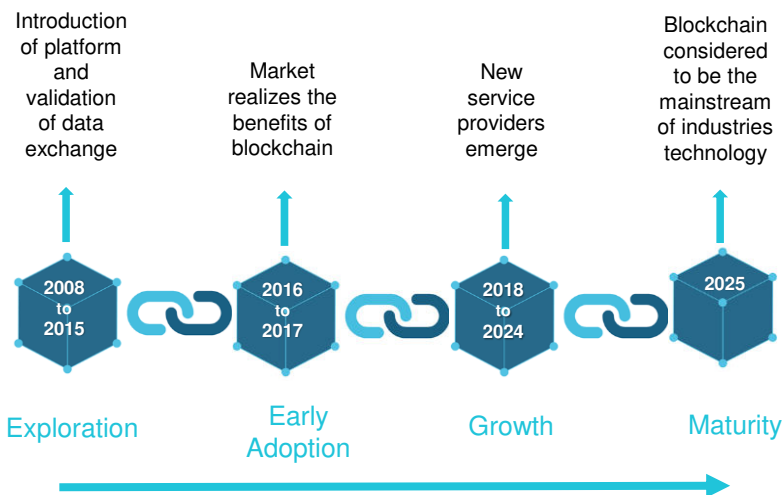 Introduction
of platform
and
validation
of data
exchange
Market
realizes the
benefits of
blockchain
New
service
providers
emerge
Blockchain
considered
to be the
mainstream
of industries
technology
2008
to
2015
2016
to
2017
2018
to
2024
2025
Exploration
Early
Adoption
Growth
Maturity